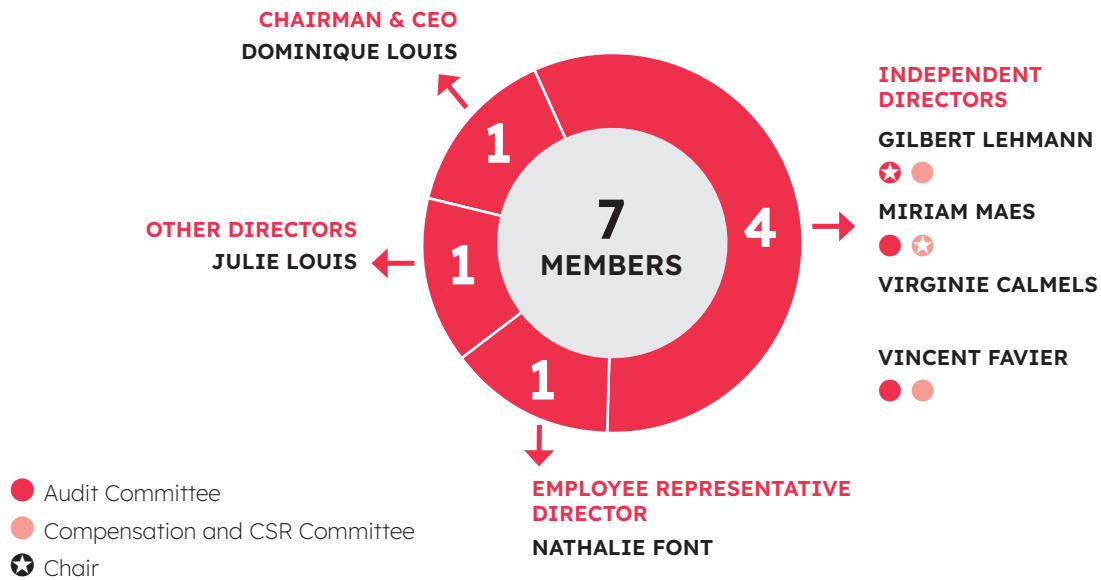 CHAIRMAN & CEO
DOMINIQUE LOUIS
1
OTHER DIRECTORS
JULIE LOUIS
1
7
MEMBERS
4
INDEPENDENT
DIRECTORS
GILBERT LEHMANN
MIRIAM MAES
VIRGINIE CALMELS
VINCENT FAVIER
1
EMPLOYEE REPRESENTATIVE
DIRECTOR
NATHALIE FONT
Audit Committee
Compensation and CSR Committee
Chair